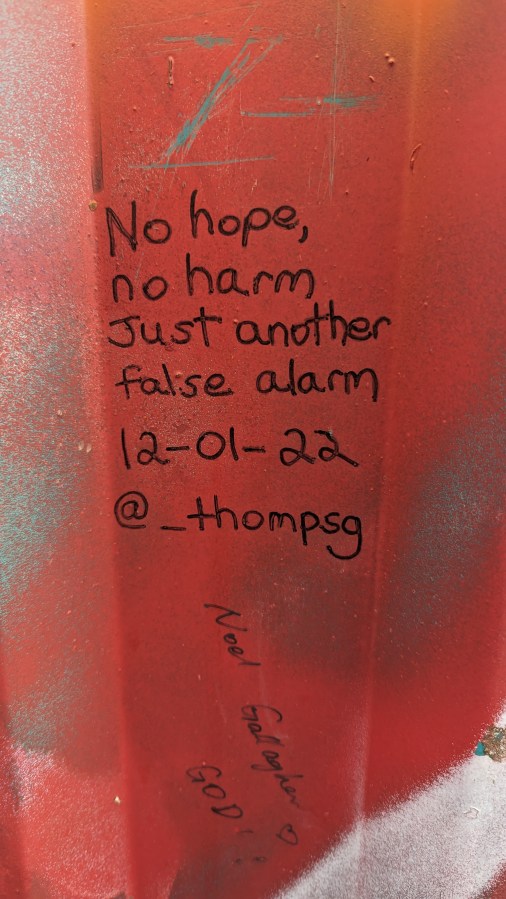 No hope,
no harm
Just another
false alarm
12-01-22
@_thompsg
Noel Gallagher ♡
GOD!